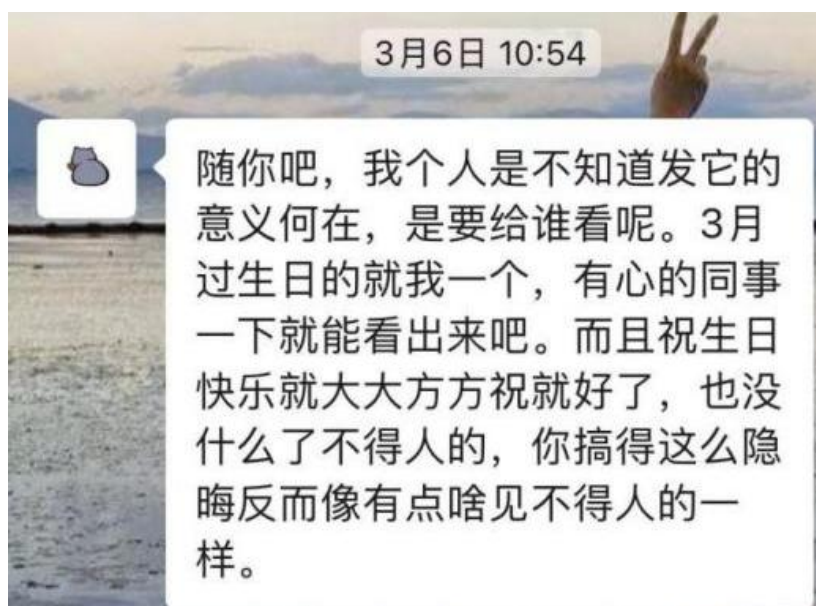 3月6日 10:54
随你吧，我个人是不知道发它的
意义何在，是要给谁看呢。3月
过生日的就我一个，有心的同事
一下就能看出来吧。而且祝生日
快乐就大大方方祝就好了，也没
什么了不得人的，你搞得这么隐
晦反而像有点啥见不得人的一
样。